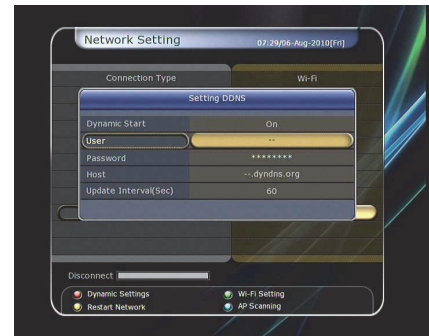 Network Setting 07:29/06-Aug-2010[Fri]
Connection Type Wi-Fi
Setting DDNS
Dynamic Start On
User --
Password ********
Host --.dyndns.org
Update Interval(Sec) 60
Disconnect
Dynamic Settings Wi-Fi Setting
Restart Network AP Scanning